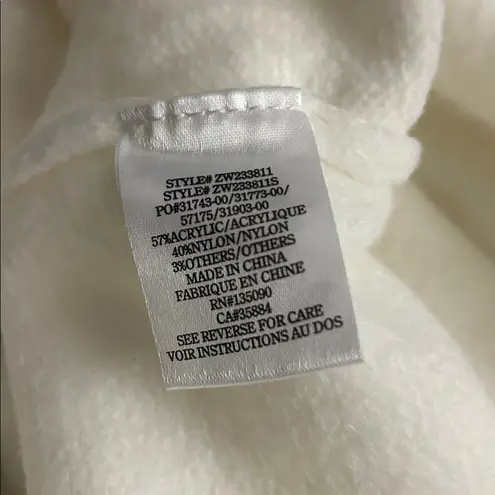 STYLE# ZW233811
STYLE# ZW233811S
PO#31743-00/31773-00/
57175/31903-00
57%ACRYLIC/ACRYLIQUE
40%NYLON/NYLON
3%OTHERS/OTHERS
MADE IN CHINA
FABRIQUE EN CHINE
RN#135090
CA#35884
SEE REVERSE FOR CARE
VOIR INSTRUCTIONS AU DOS